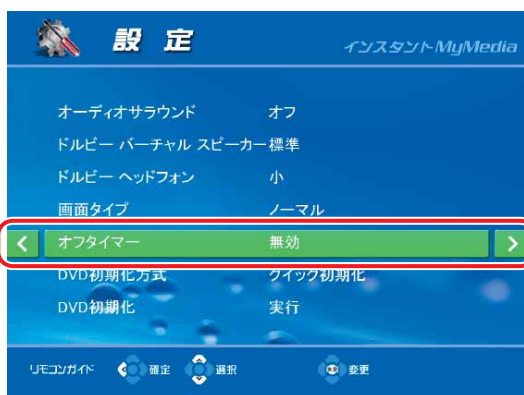 設 定
インスタントMyMedia
オーディオサラウンド オフ
ドルビー バーチャル スピーカー 標準
ドルビー ヘッドフォン 小
画面タイプ ノーマル
オフタイマー 無効
DVD初期化方式 クイック初期化
DVD初期化 実行
リモコンガイド 確定 選択 変更